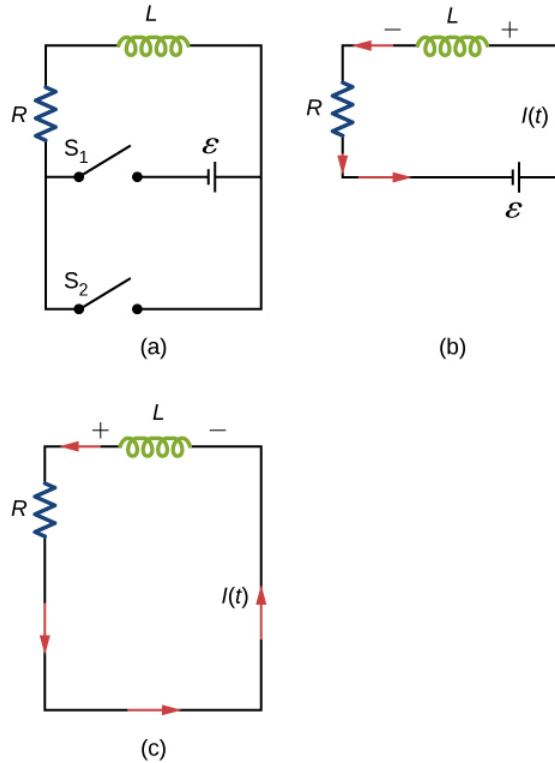 L
R
S1
ε
S2
(a)
− L +
R
I(t)
ε
(b)
+ L −
R
I(t)
(c)